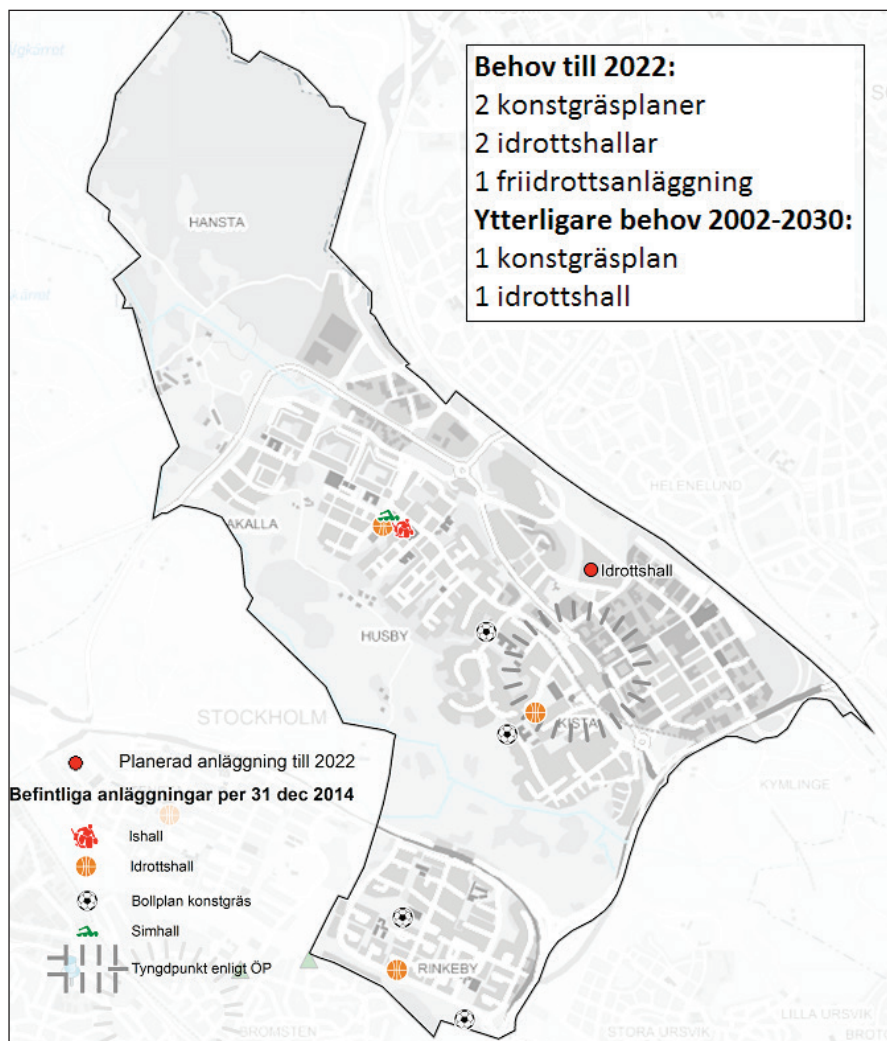 Behov till 2022:
2 konstgräsplaner
2 idrottshallar
1 friidrottsanläggning
Ytterligare behov 2002-2030:
1 konstgräsplan
1 idrottshall
HANSTA
HELENELUND
AKALLA
Idrottshall
HUSBY
STOCKHOLM
KISTA
KYMLINGE
Planerad anläggning till 2022
Befintliga anläggningar per 31 dec 2014
Ishall
Idrottshall
Bollplan konstgräs
Simhall
Tyngdpunkt enligt ÖP
RINKEBY
BROMSTEN
STORA URSVIK
LILLA URSVIK